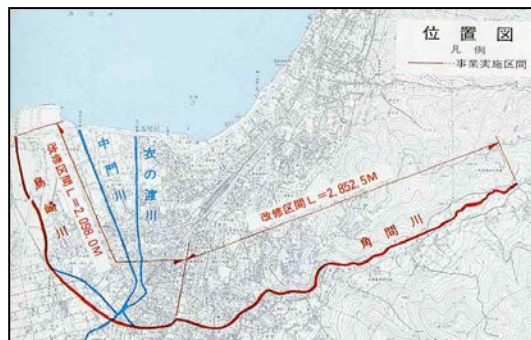 位置図
凡例
事業実施区間
改修区間L=2,098.0M
島崎川
中門川
衣の渡川
改修区間L=2,852.5M
角間川